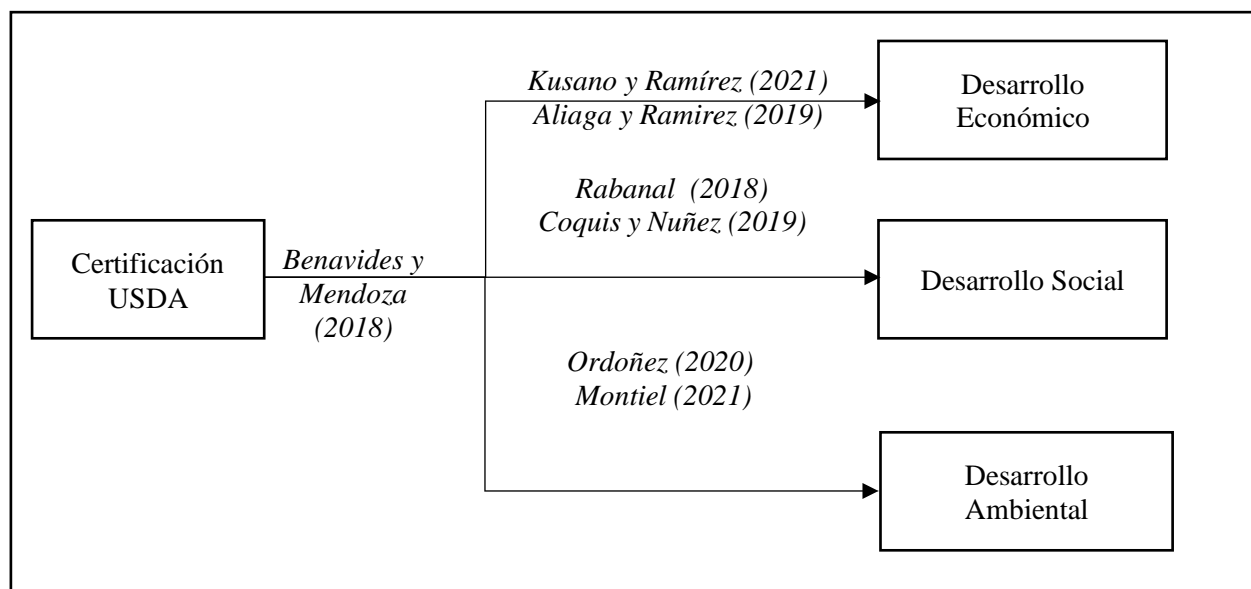 Kusano y Ramírez (2021)
Aliaga y Ramirez (2019)
Desarrollo
Económico
Rabanal (2018)
Coquis y Nuñez (2019)
Certificación
USDA
Benavides y
Mendoza
(2018)
Desarrollo Social
Ordoñez (2020)
Montiel (2021)
Desarrollo
Ambiental